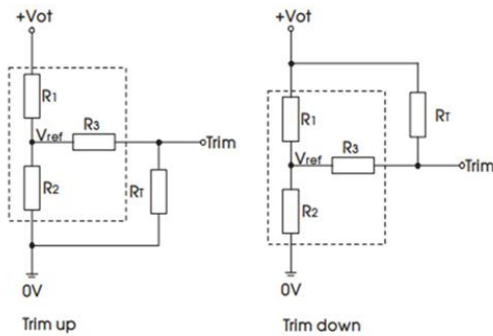 +Vot
R1
Vref
R3
Trim
R2
RT
0V
Trim up
+Vot
R1
RT
Vref
R3
Trim
R2
0V
Trim down